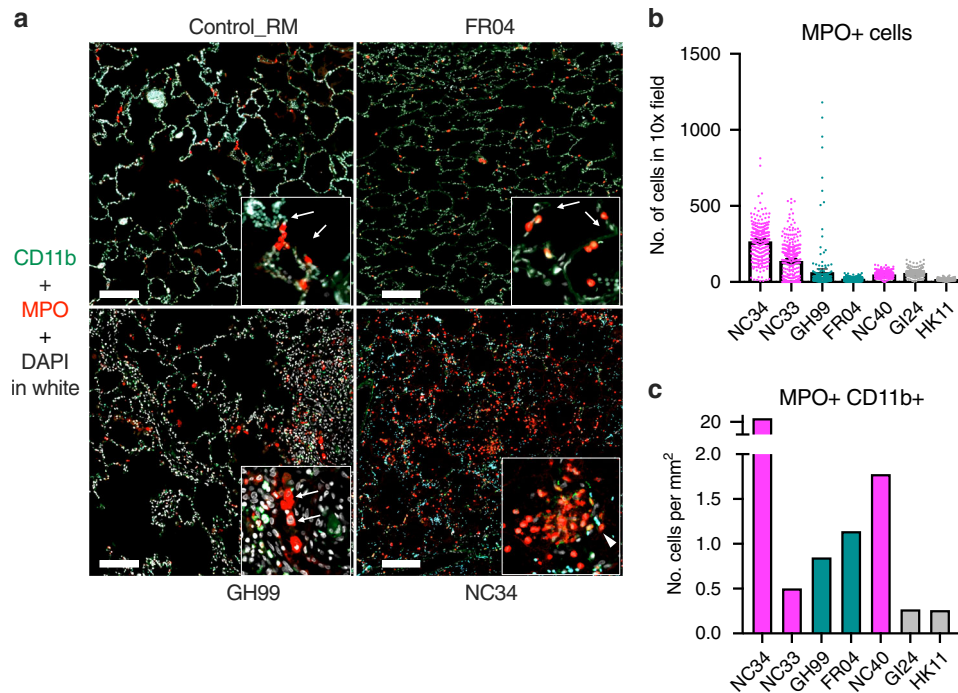 a
Control_RM
FR04
CD11b
+
MPO
+
DAPI
in white
GH99
NC34
b
MPO+ cells
No. of cells in 10x field
1500
1000
500
0
NC34
NC33
GH99
FR04
NC40
GI24
HK11
c
MPO+ CD11b+
No. cells per mm²
20
2.0
1.5
1.0
0.5
0.0
NC34
NC33
GH99
FR04
NC40
GI24
HK11